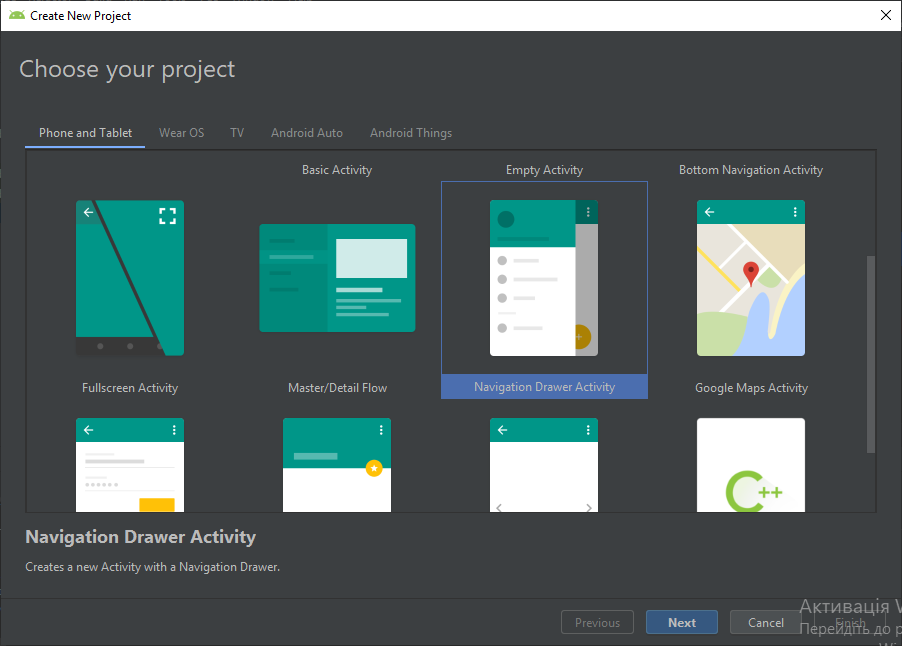 Create New Project
Choose your project
Phone and Tablet Wear OS TV Android Auto Android Things
Basic Activity Empty Activity Bottom Navigation Activity
Fullscreen Activity Master/Detail Flow Navigation Drawer Activity Google Maps Activity
C++
Navigation Drawer Activity
Creates a new Activity with a Navigation Drawer.
Активація
Previous Next Cancel Finish
Перейдіть до